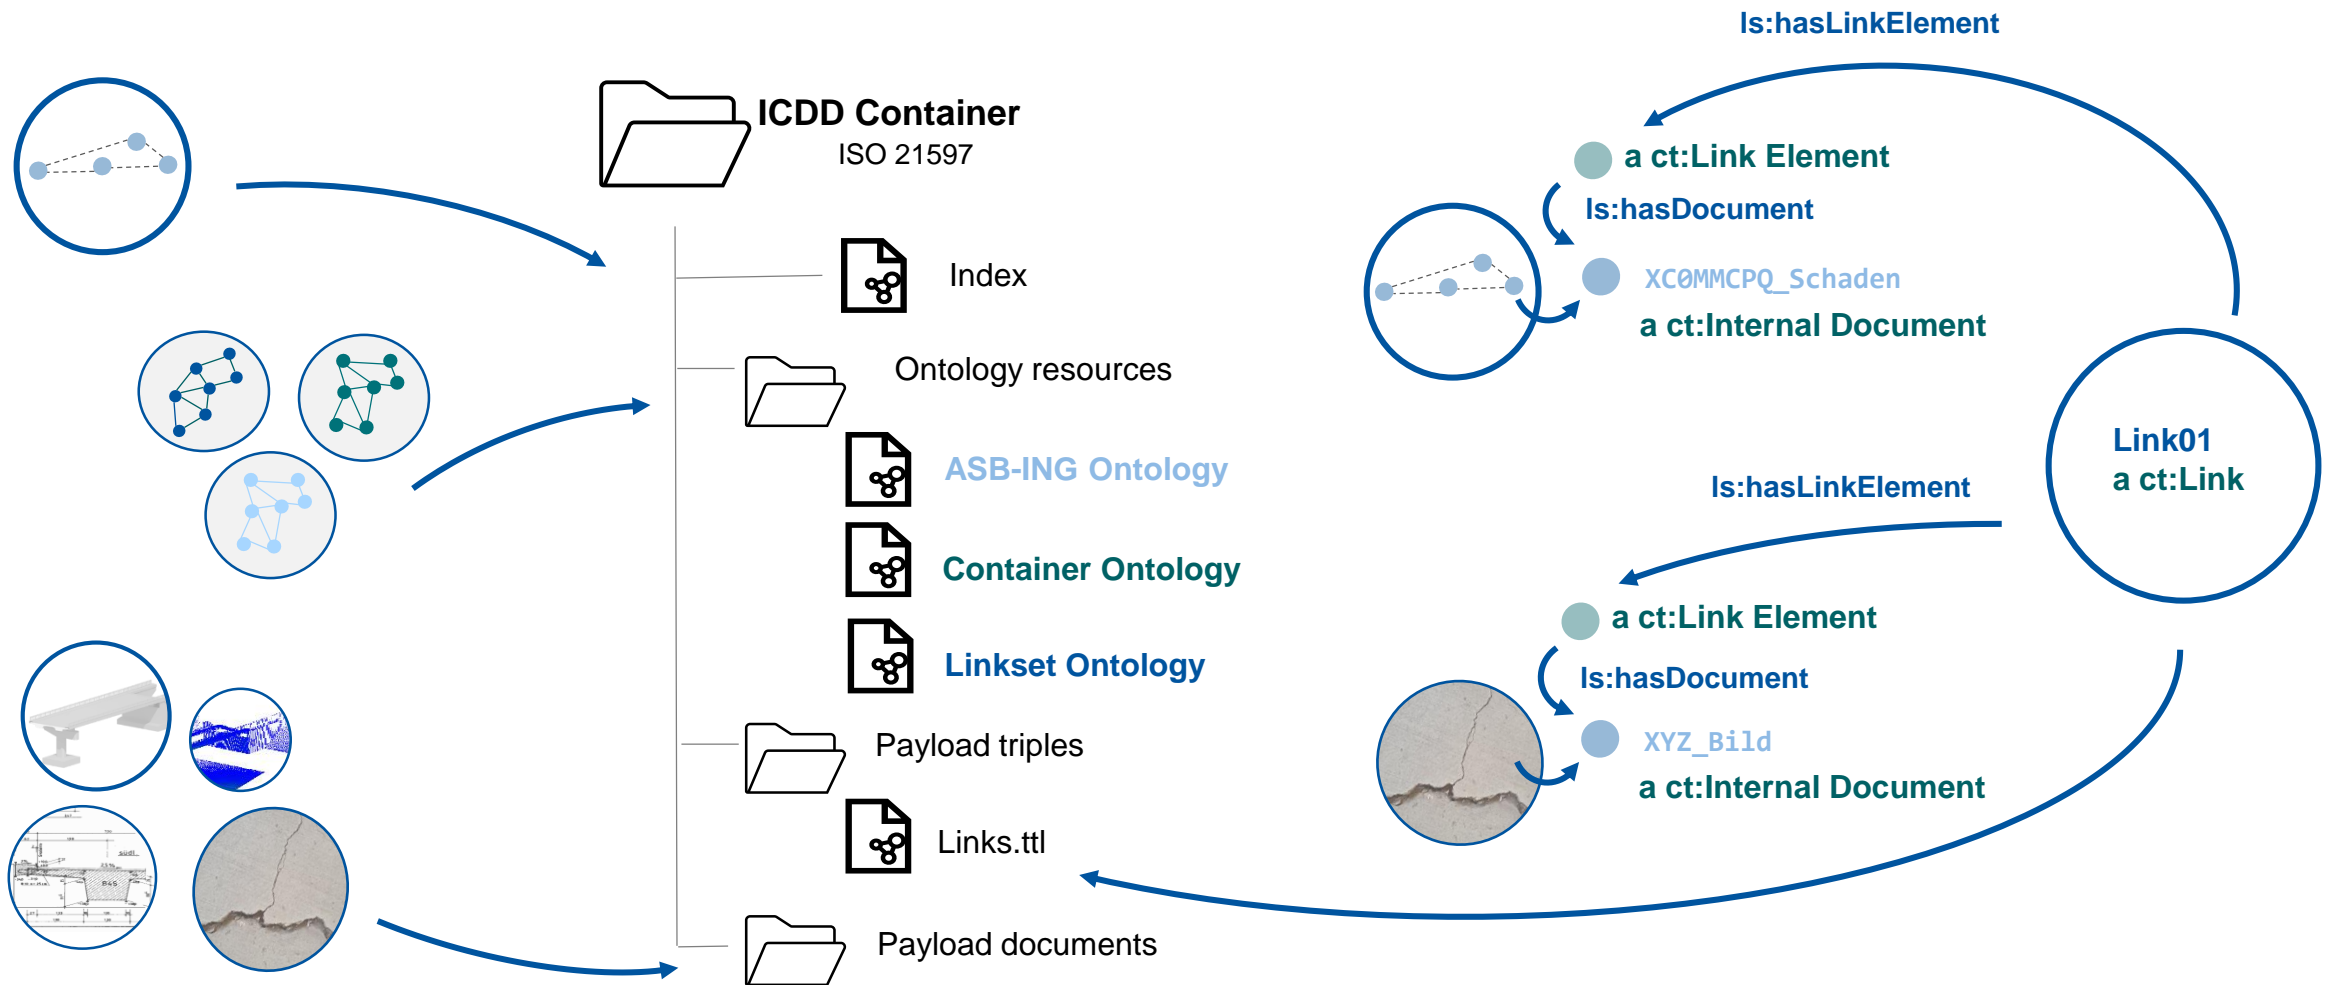 ICDD Container
ISO 21597
Index
Ontology resources
ASB-ING Ontology
Container Ontology
Linkset Ontology
Payload triples
Links.ttl
Payload documents
ls:hasLinkElement
a ct:Link Element
ls:hasDocument
XC0MMCPQ_Schaden
a ct:Internal Document
Link01
a ct:Link
ls:hasLinkElement
a ct:Link Element
ls:hasDocument
XYZ_Bild
a ct:Internal Document
B45